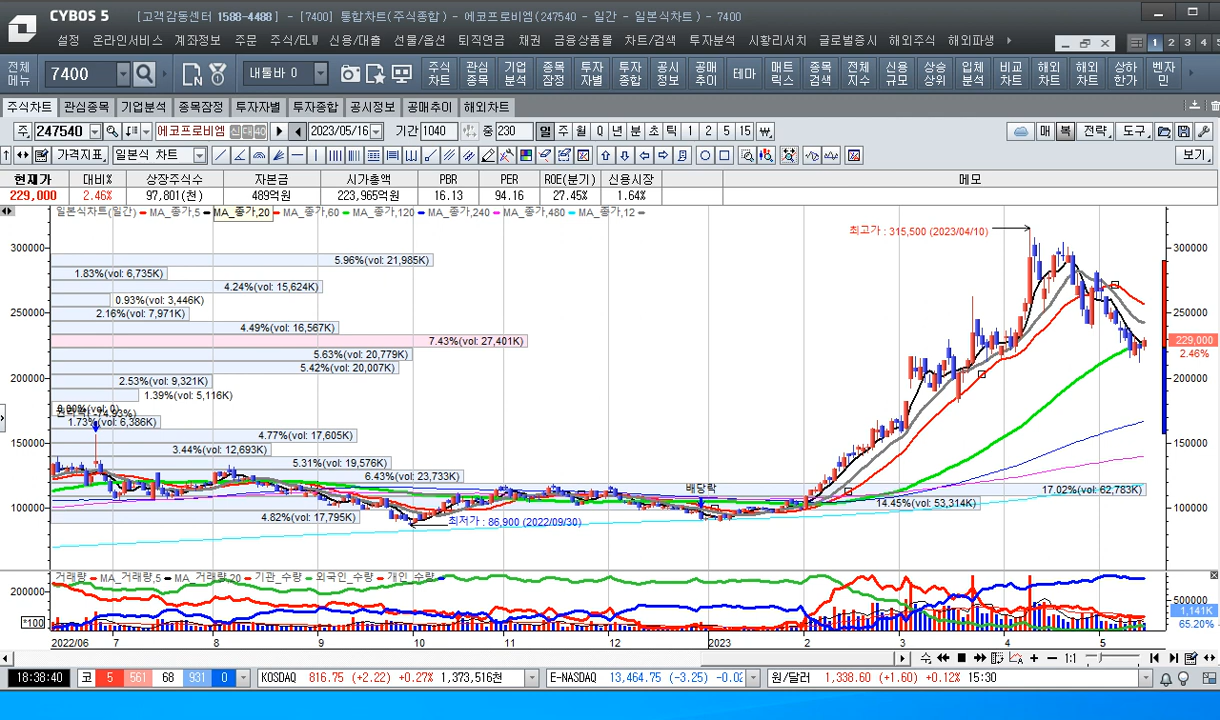 CYBOS 5 [고객감동센터 1588-4488] - [7400] 통합차트(주식종합) - 에코프로비엠(247540 - 일간 - 일본식차트) - 7400
설정 온라인서비스 계좌정보 주문 주식/ELW 신용/대출 선물/옵션 퇴직연금 채권 금융상품몰 차트/검색 투자분석 시황리서치 글로벌증시 해외주식 해외파생 1 2 3 4
전체메뉴 7400 내툴바 0 주식차트 관심종목 기업분석 종목잠정 투자자별 투자종합 공시정보 공매추이 테마 매트릭스 종목검색 전체지수 신용규모 상승상위 입체분석 비교차트 해외차트 해외차트 상하한가 벤자민
주식차트 관심종목 기업분석 종목잠정 투자자별 투자종합 공시정보 공매추이 해외차트
주 247540 에코프로비엠 신 대 40 2023/05/16 기간 1040 중 230 일 주 월 Q 년 분 초 틱 1 2 5 15 매 복 전략 도구
가격지표 일본식 차트 보기
현재가 대비% 상장주식수 자본금 시가총액 PBR PER ROE(분기) 신용시장 메모
229,000 2.46% 97,801(천) 489억원 223,965억원 16.13 94.16 27.45% 1.64%
일본식차트(일간) MA_종가,5 MA_종가,20 MA_종가,60 MA_종가,120 MA_종가,240 MA_종가,480 MA_종가,12
최고가 : 315,500 (2023/04/10)
300000 300000
5.96%(vol: 21,985K)
1.83%(vol: 6,735K)
4.24%(vol: 15,624K)
0.93%(vol: 3,446K)
2.16%(vol: 7,971K)
250000 250000
4.49%(vol: 16,567K)
7.43%(vol: 27,401K)
229,000
2.46%
5.63%(vol: 20,779K)
5.42%(vol: 20,007K)
200000 200000
2.53%(vol: 9,321K)
1.39%(vol: 5,116K)
0.00%(vol: 0)
1.73%(vol: 6,386K)
4.77%(vol: 17,605K)
150000 150000
3.44%(vol: 12,693K)
5.31%(vol: 19,576K)
6.43%(vol: 23,733K)
배당락
17.02%(vol: 62,783K)
14.45%(vol: 53,314K)
100000 100000
4.82%(vol: 17,795K)
최저가 : 86,900 (2022/09/30)
거래량 MA_거래량,5 MA_거래량,20 기관_수량 외국인_수량 개인_수량
200000 500000
1,141K
*100 65.20%
2022/06 7 8 9 10 11 12 2023 2 3 4 5
1:1
18:38:40 코 5 561 68 931 0 KOSDAQ 816.75 (+2.22) +0.27% 1,373,516천 E-NASDAQ 13,464.75 (-3.25) 원/달러 1,338.60 (+1.60) +0.12% 15:30